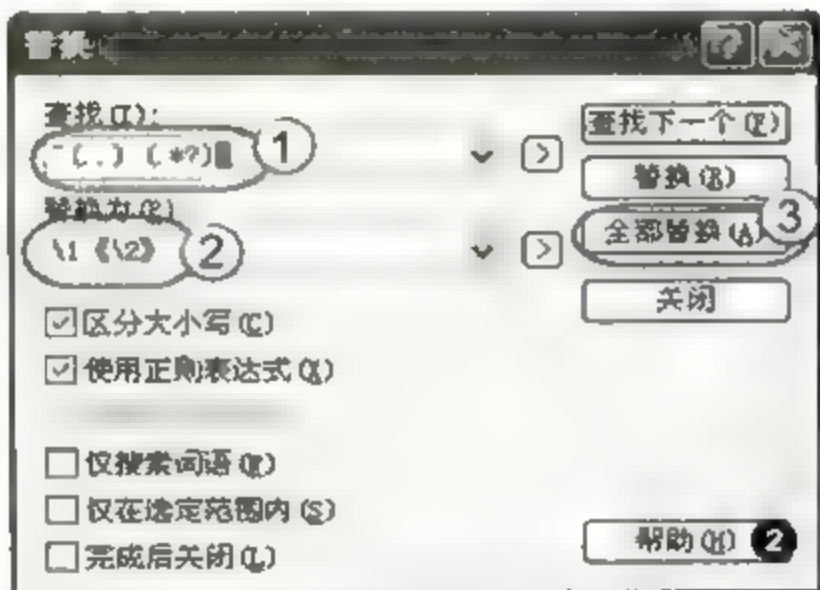 替换
查找(I):
^(.) (.*?)
①
查找下一个(F)
替换(R)
替换为(P)
\1 《\2》
②
全部替换(A)
③
关闭
区分大小写(C)
使用正则表达式(X)
仅搜索词语(R)
仅在选定范围内(S)
完成后关闭(L)
帮助(H)
2